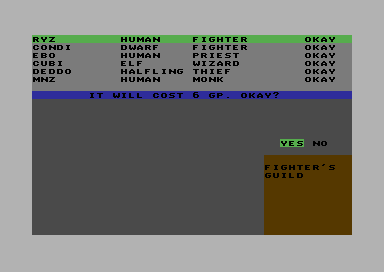 RYZ HUMAN FIGHTER OKAY
CONDI DWARF FIGHTER OKAY
EBO HUMAN PRIEST OKAY
CUBI ELF WIZARD OKAY
DEDDO HALFLING THIEF OKAY
MNZ HUMAN MONK OKAY
IT WILL COST 6 GP. OKAY?
YES NO
FIGHTER'S
GUILD